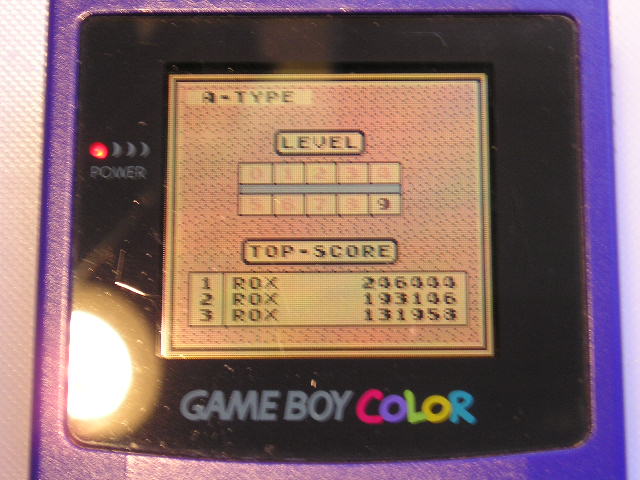 A-TYPE
LEVEL
0 1 2 3 4
5 6 7 8 9
POWER
TOP-SCORE
1 ROX 246444
2 ROX 193146
3 ROX 131958
GAME BOY COLOR